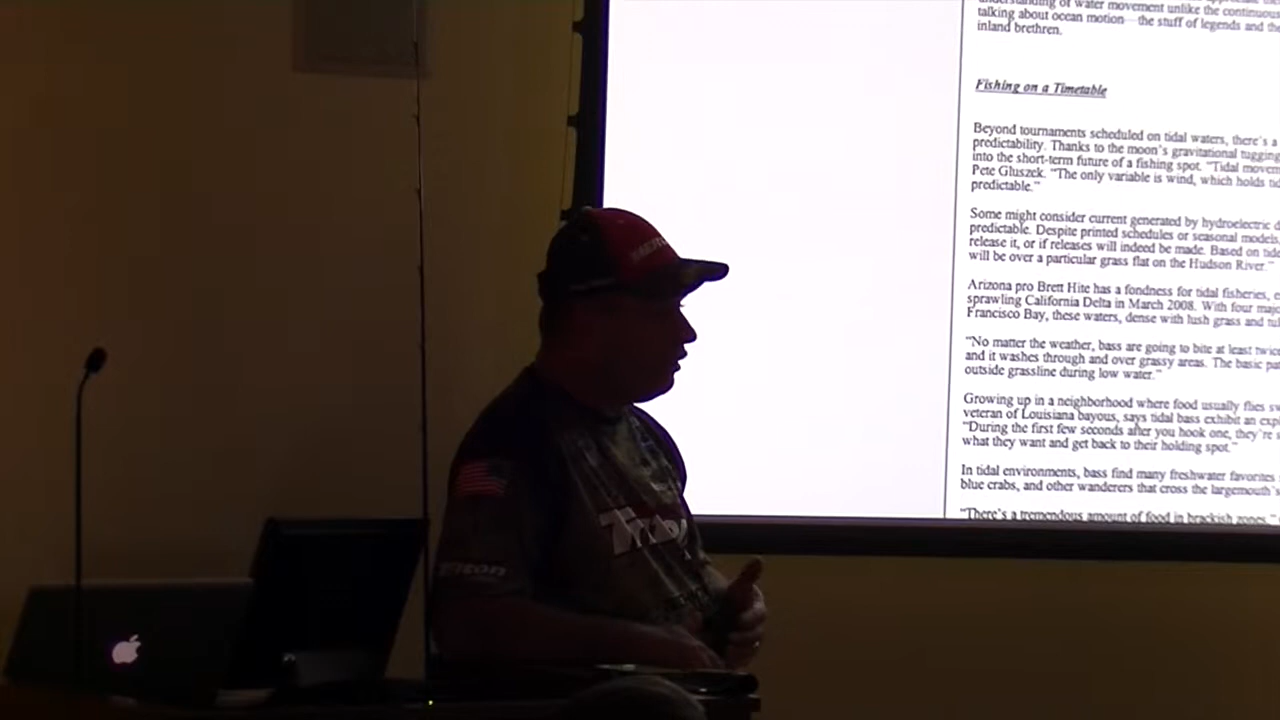 understanding of water movement unlike the continuous
talking about ocean motion—the stuff of legends and the
inland brethren.
Fishing on a Timetable
Beyond tournaments scheduled on tidal waters, there's a
predictability. Thanks to the moon's gravitational tugging
into the short-term future of a fishing spot. "Tidal movem
Pete Gluszek. "The only variable is wind, which holds tid
predictable."
Some might consider current generated by hydroelectric d
predictable. Despite printed schedules or seasonal models,
release it, or if releases will indeed be made. Based on tide
will be over a particular grass flat on the Hudson River."
Arizona pro Brett Hite has a fondness for tidal fisheries, e
sprawling California Delta in March 2008. With four majo
Francisco Bay, these waters, dense with lush grass and tul
"No matter the weather, bass are going to bite at least twice
and it washes through and over grassy areas. The basic pat
outside grassline during low water."
Growing up in a neighborhood where food usually flies sw
veteran of Louisiana bayous, says tidal bass exhibit an expl
"During the first few seconds after you hook one, they're s
what they want and get back to their holding spot."
In tidal environments, bass find many freshwater favorites
blue crabs, and other wanderers that cross the largemouth's
"There's a tremendous amount of food in brackish zones,"
Triton